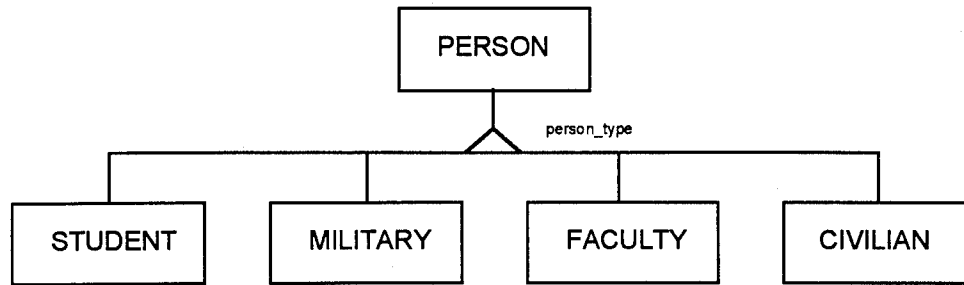 PERSON
person_type
STUDENT
MILITARY
FACULTY
CIVILIAN